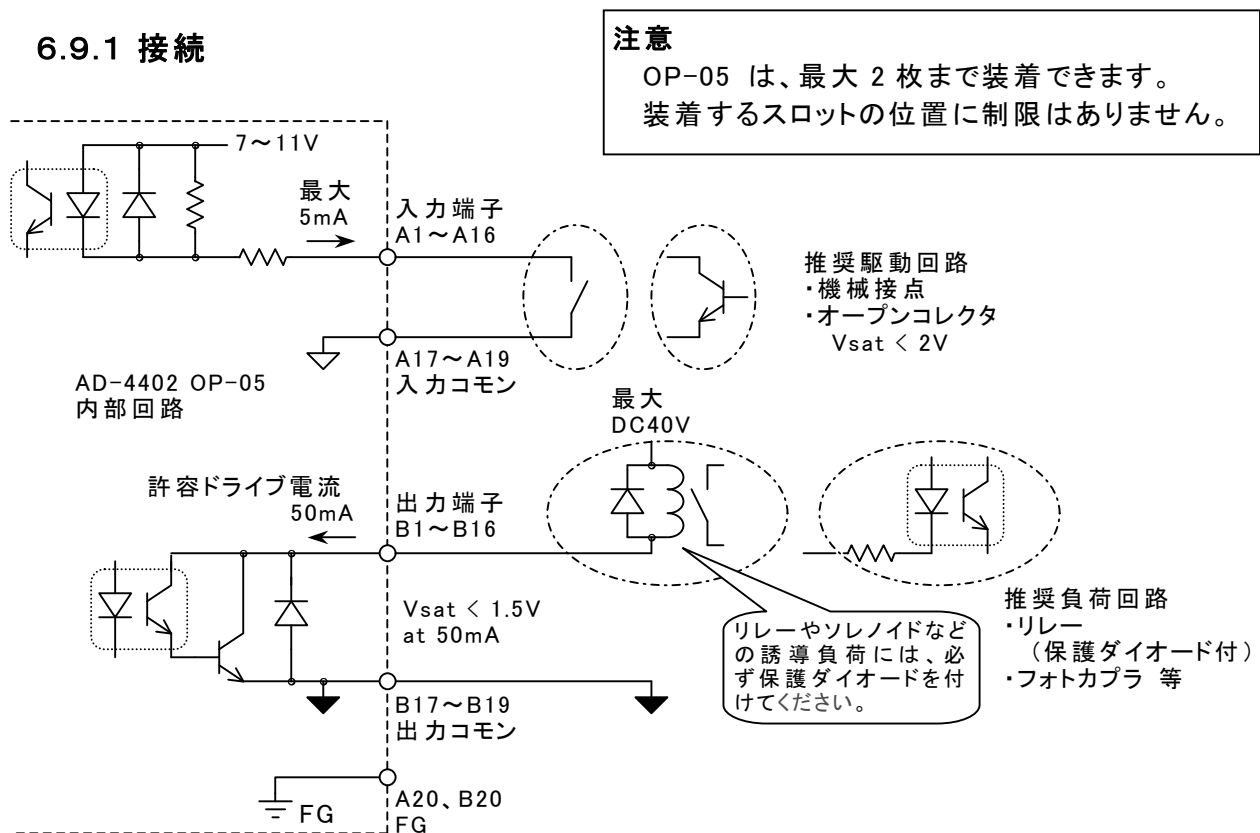 6.9.1 接続
注意
OP-05 は、最大 2 枚まで装着できます。
装着するスロットの位置に制限はありません。
7～11V
最大
5mA
入力端子
A1～A16
推奨駆動回路
・機械接点
・オープンコレクタ
Vsat < 2V
A17～A19
入力コモン
AD-4402 OP-05
内部回路
最大
DC40V
許容ドライブ電流
50mA
出力端子
B1～B16
Vsat < 1.5V
at 50mA
リレーやソレノイドなど
の誘導負荷には、必
ず保護ダイオードを付
けてください。
推奨負荷回路
・リレー
（保護ダイオード付）
・フォトカプラ 等
B17～B19
出力コモン
FG
A20、B20
FG